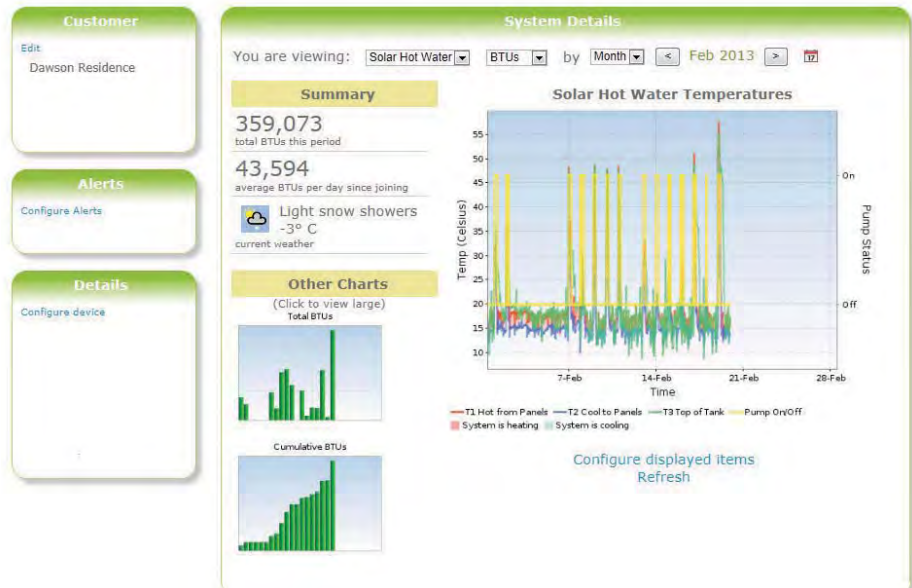 Customer
Edit
Dawson Residence
Alerts
Configure Alerts
Details
Configure device
System Details
You are viewing: Solar Hot Water BTUs by Month < Feb 2013 > 17
Summary
359,073
total BTUs this period
43,594
average BTUs per day since joining
Light snow showers
-3° C
current weather
Other Charts
(Click to view large)
Total BTUs
Cumulative BTUs
Solar Hot Water Temperatures
Temp (Celsius)
55
50
45
40
35
30
25
20
15
10
On
Off
Pump Status
7-Feb 14-Feb 21-Feb 28-Feb
Time
T1 Hot from Panels T2 Cool to Panels T3 Top of Tank Pump On/Off
System is heating System is cooling
Configure displayed items
Refresh